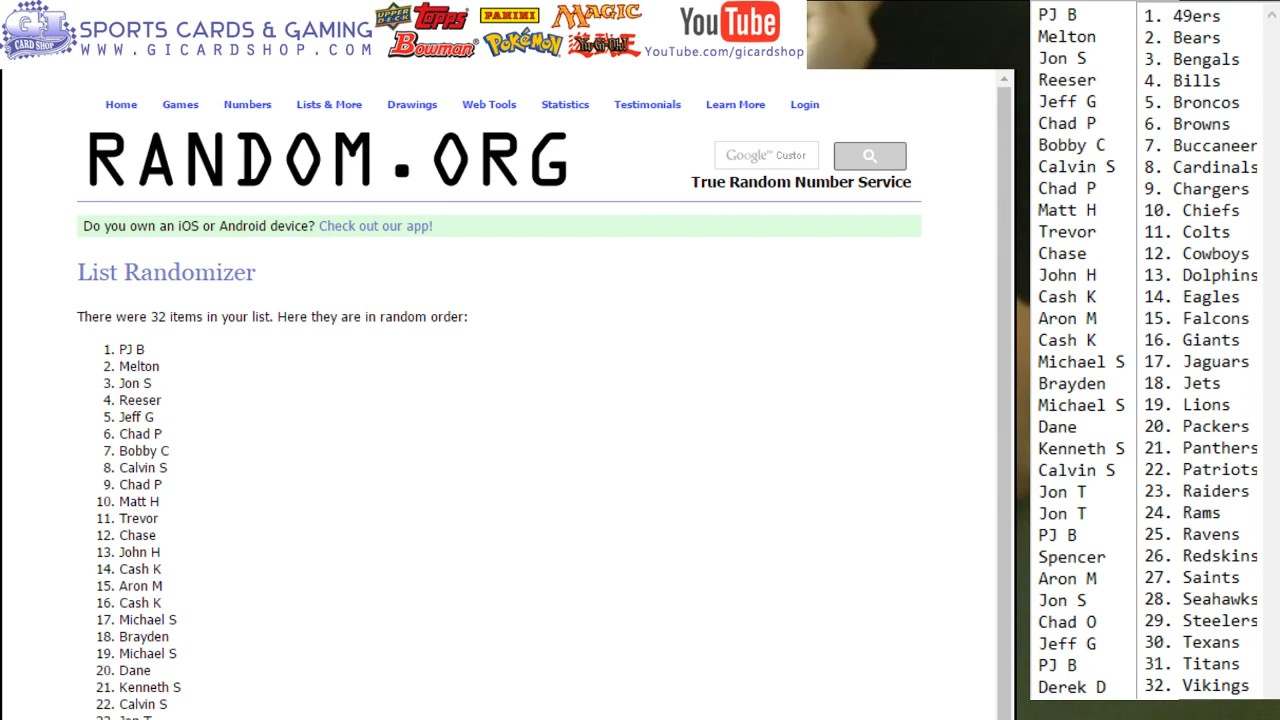 SPORTS CARDS & GAMING
WWW.GICARDSHOP.COM
GI
CARD SHOP
UPPER DECK
Topps
Bowman
PANINI
Pokémon
MAGIC
Yu-Gi-Oh!
YouTube
YouTube.com/gicardshop
Home Games Numbers Lists & More Drawings Web Tools Statistics Testimonials Learn More Login
RANDOM.ORG
Google™ Custor
True Random Number Service
Do you own an iOS or Android device? Check out our app!
List Randomizer
There were 32 items in your list. Here they are in random order:
1. PJ B
2. Melton
3. Jon S
4. Reeser
5. Jeff G
6. Chad P
7. Bobby C
8. Calvin S
9. Chad P
10. Matt H
11. Trevor
12. Chase
13. John H
14. Cash K
15. Aron M
16. Cash K
17. Michael S
18. Brayden
19. Michael S
20. Dane
21. Kenneth S
22. Calvin S
23. Jon T
PJ B 1. 49ers
Melton 2. Bears
Jon S 3. Bengals
Reeser 4. Bills
Jeff G 5. Broncos
Chad P 6. Browns
Bobby C 7. Buccaneer
Calvin S 8. Cardinals
Chad P 9. Chargers
Matt H 10. Chiefs
Trevor 11. Colts
Chase 12. Cowboys
John H 13. Dolphins
Cash K 14. Eagles
Aron M 15. Falcons
Cash K 16. Giants
Michael S 17. Jaguars
Brayden 18. Jets
Michael S 19. Lions
Dane 20. Packers
Kenneth S 21. Panthers
Calvin S 22. Patriots
Jon T 23. Raiders
Jon T 24. Rams
PJ B 25. Ravens
Spencer 26. Redskins
Aron M 27. Saints
Jon S 28. Seahawks
Chad O 29. Steelers
Jeff G 30. Texans
PJ B 31. Titans
Derek D 32. Vikings